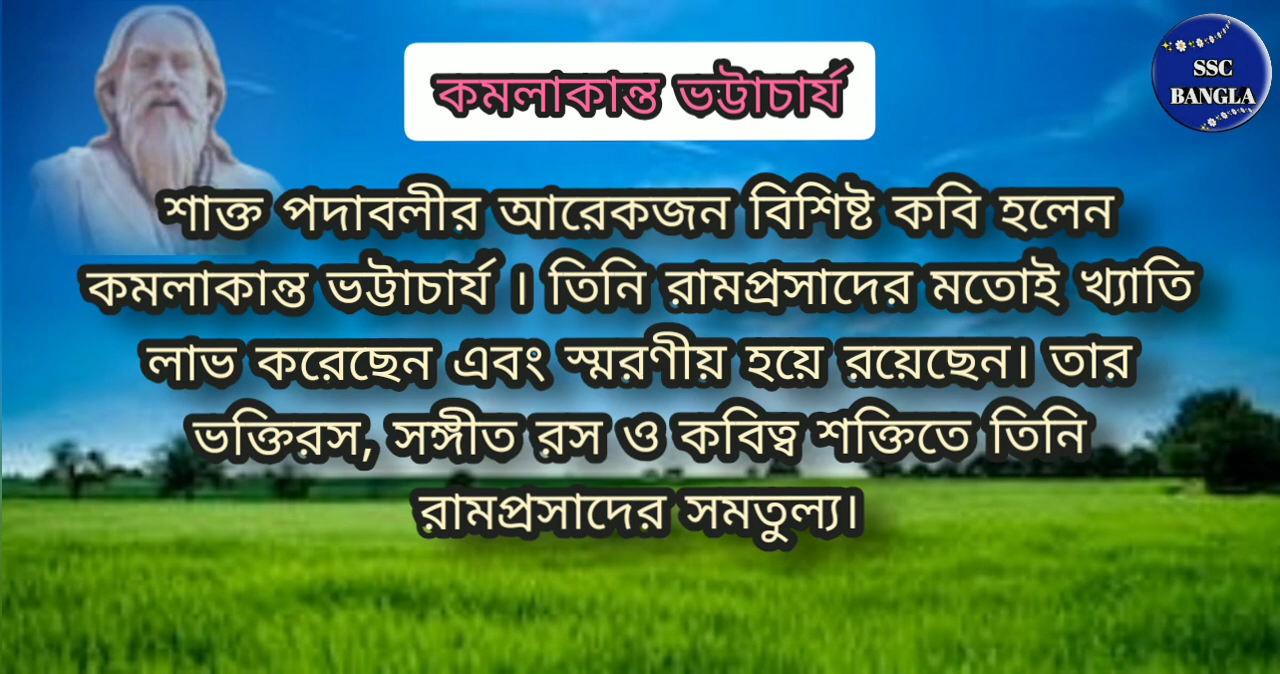 কমলাকান্ত ভট্টাচার্য
SSC
BANGLA
শাক্ত পদাবলীর আরেকজন বিশিষ্ট কবি হলেন
কমলাকান্ত ভট্টাচার্য । তিনি রামপ্রসাদের মতোই খ্যাতি
লাভ করেছেন এবং স্মরণীয় হয়ে রয়েছেন। তার
ভক্তিরস, সঙ্গীত রস ও কবিত্ব শক্তিতে তিনি
রামপ্রসাদের সমতুল্য।